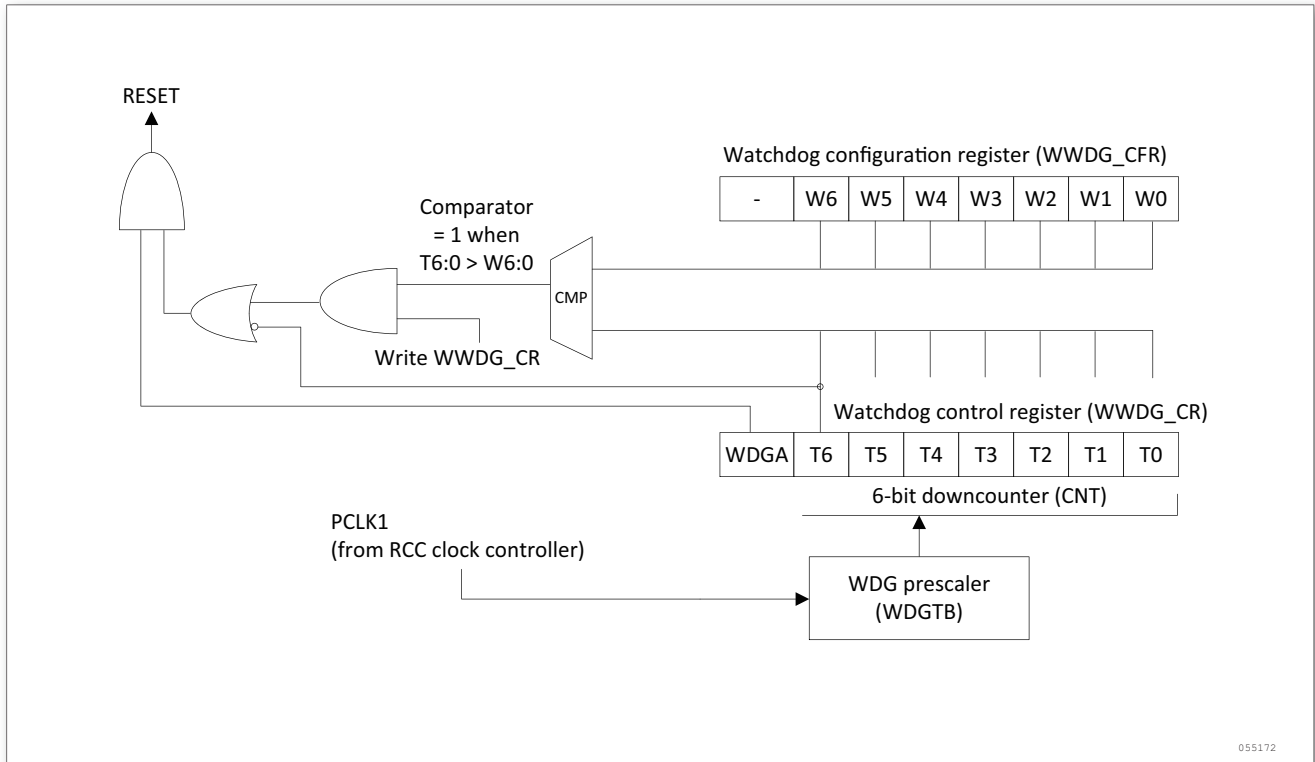 RESET
Watchdog configuration register (WWDG_CFR)
- W6 W5 W4 W3 W2 W1 W0
Comparator
= 1 when
T6:0 > W6:0
CMP
Write WWDG_CR
Watchdog control register (WWDG_CR)
WDGA T6 T5 T4 T3 T2 T1 T0
6-bit downcounter (CNT)
PCLK1
(from RCC clock controller)
WDG prescaler
(WDGTB)
055172